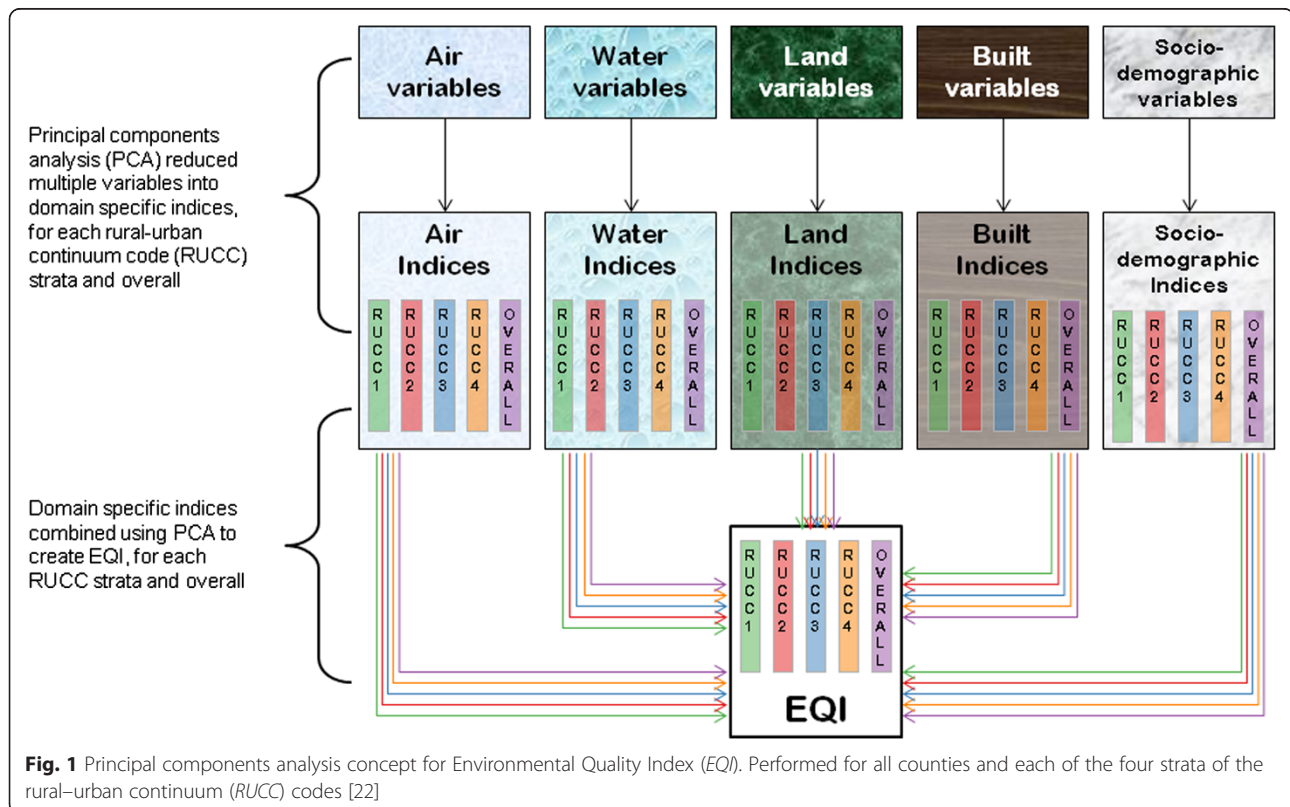 Air
variables
Water
variables
Land
variables
Built
variables
Socio-
demographic
variables
Principal components
analysis (PCA) reduced
multiple variables into
domain specific indices,
for each rural-urban
continuum code (RUCC)
strata and overall
Air
Indices
RUCC1
RUCC2
RUCC3
RUCC4
OVERALL
Water
Indices
RUCC1
RUCC2
RUCC3
RUCC4
OVERALL
Land
Indices
RUCC1
RUCC2
RUCC3
RUCC4
OVERALL
Built
Indices
RUCC1
RUCC2
RUCC3
RUCC4
OVERALL
Socio-
demographic
Indices
RUCC1
RUCC2
RUCC3
RUCC4
OVERALL
Domain specific indices
combined using PCA to
create EQI, for each
RUCC strata and overall
RUCC1
RUCC2
RUCC3
RUCC4
OVERALL
EQI
Fig. 1 Principal components analysis concept for Environmental Quality Index (EQI). Performed for all counties and each of the four strata of the
rural–urban continuum (RUCC) codes [22]